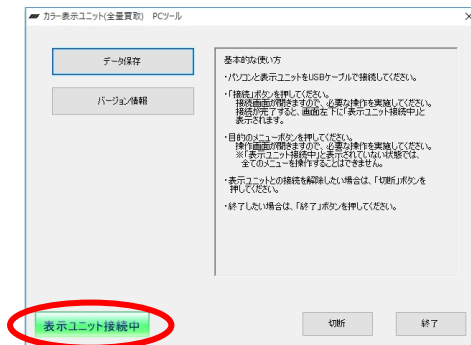 カラー表示ユニット(全量買取) PCツール
データ保存
バージョン情報
基本的な使い方
・パソコンと表示ユニットをUSBケーブルで接続してください。
・「接続」ボタンを押してください。
接続画面が開きますので、必要な操作を実施してください。
接続が完了すると、画面左下に「表示ユニット接続中」と
表示されます。
・目的のメニューボタンを押してください。
操作画面が開きますので、必要な操作を実施してください。
※「表示ユニット接続中」と表示されていない状態では、
全てのメニューを操作することはできません。
・表示ユニットとの接続を解除したい場合は、「切断」ボタンを
押してください。
・終了したい場合は、「終了」ボタンを押してください。
表示ユニット接続中
切断
終了